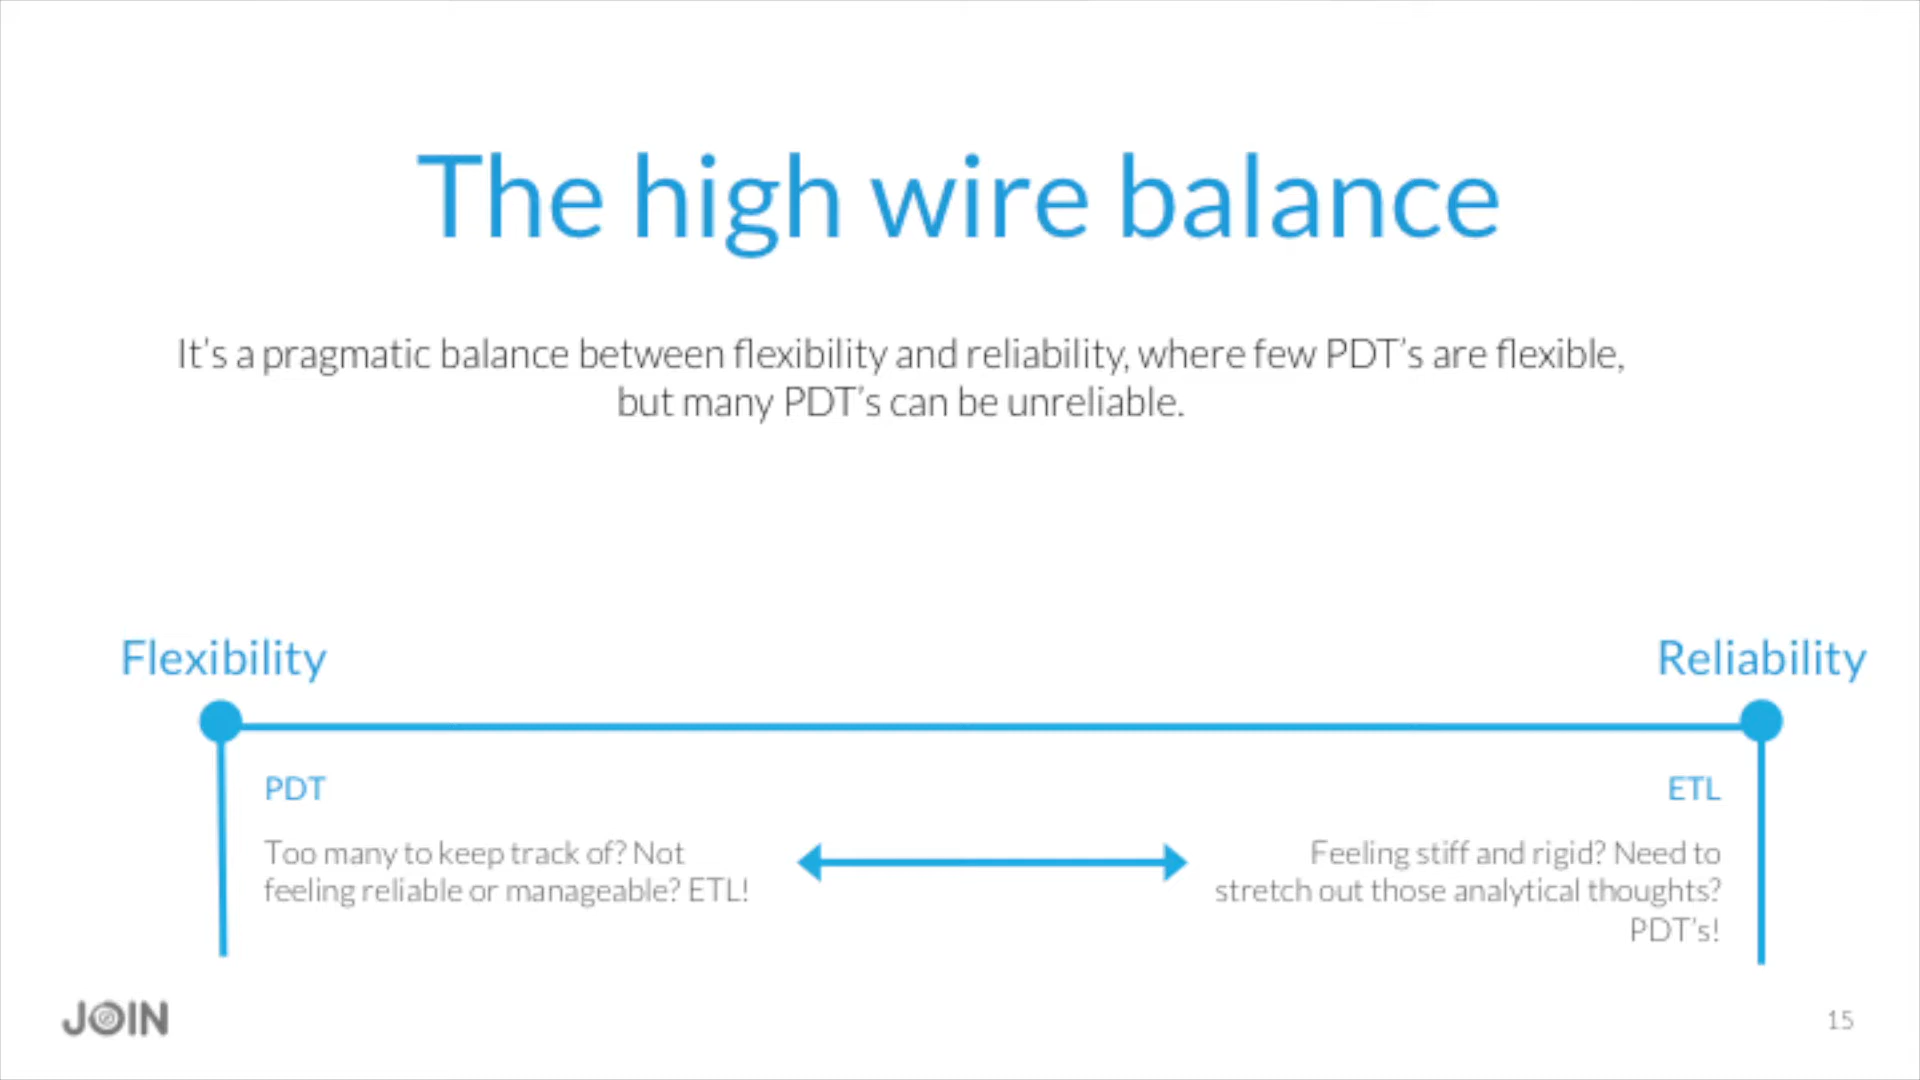 The high wire balance
It's a pragmatic balance between flexibility and reliability, where few PDT's are flexible,
but many PDT's can be unreliable.
Flexibility
Reliability
PDT
Too many to keep track of? Not
feeling reliable or manageable? ETL!
ETL
Feeling stiff and rigid? Need to
stretch out those analytical thoughts?
PDT's!
JOIN
15